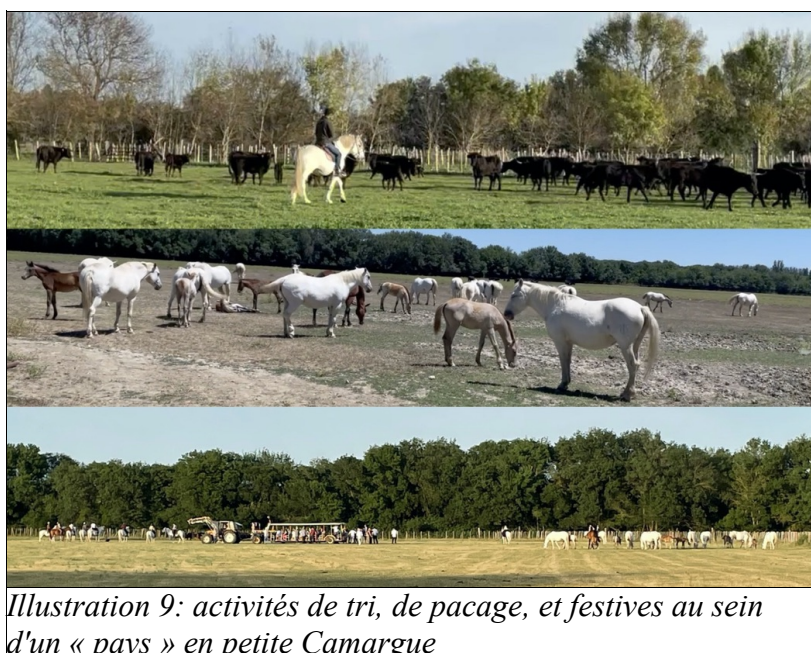 Illustration 9: activités de tri, de pacage, et festives au sein
d'un « pays » en petite Camargue